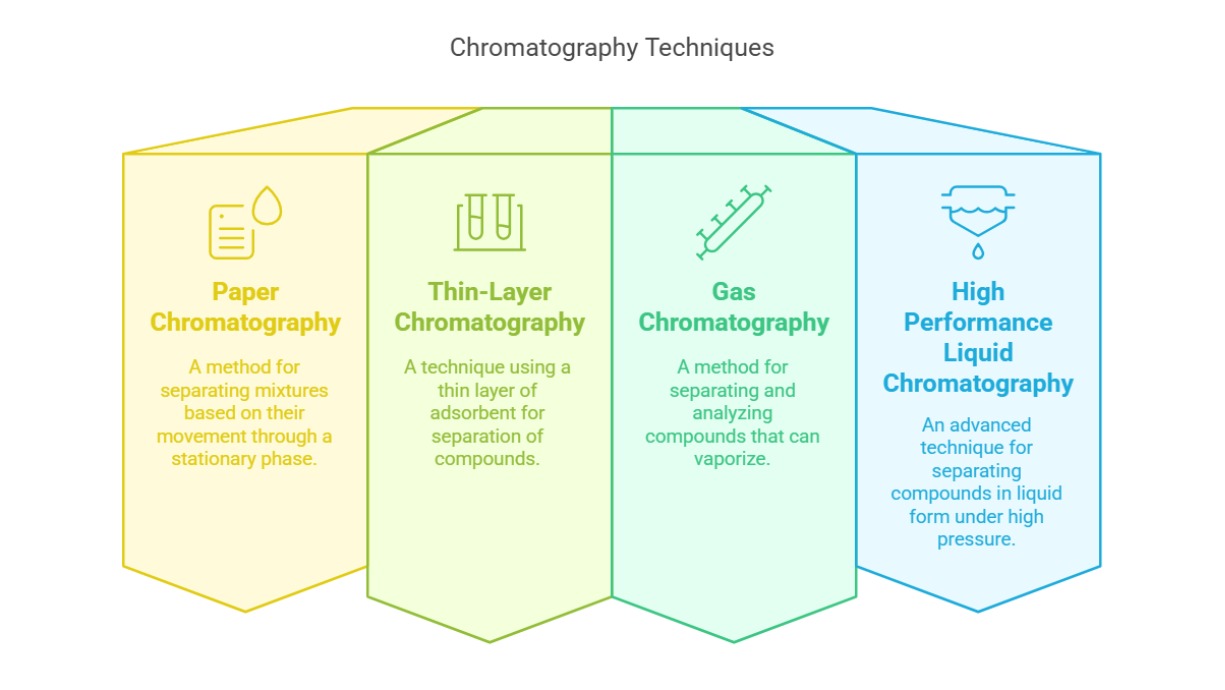 Chromatography Techniques
Paper
Chromatography
A method for
separating mixtures
based on their
movement through a
stationary phase.
Thin-Layer
Chromatography
A technique using a
thin layer of
adsorbent for
separation of
compounds.
Gas
Chromatography
A method for
separating and
analyzing
compounds that can
vaporize.
High
Performance
Liquid
Chromatography
An advanced
technique for
separating
compounds in liquid
form under high
pressure.